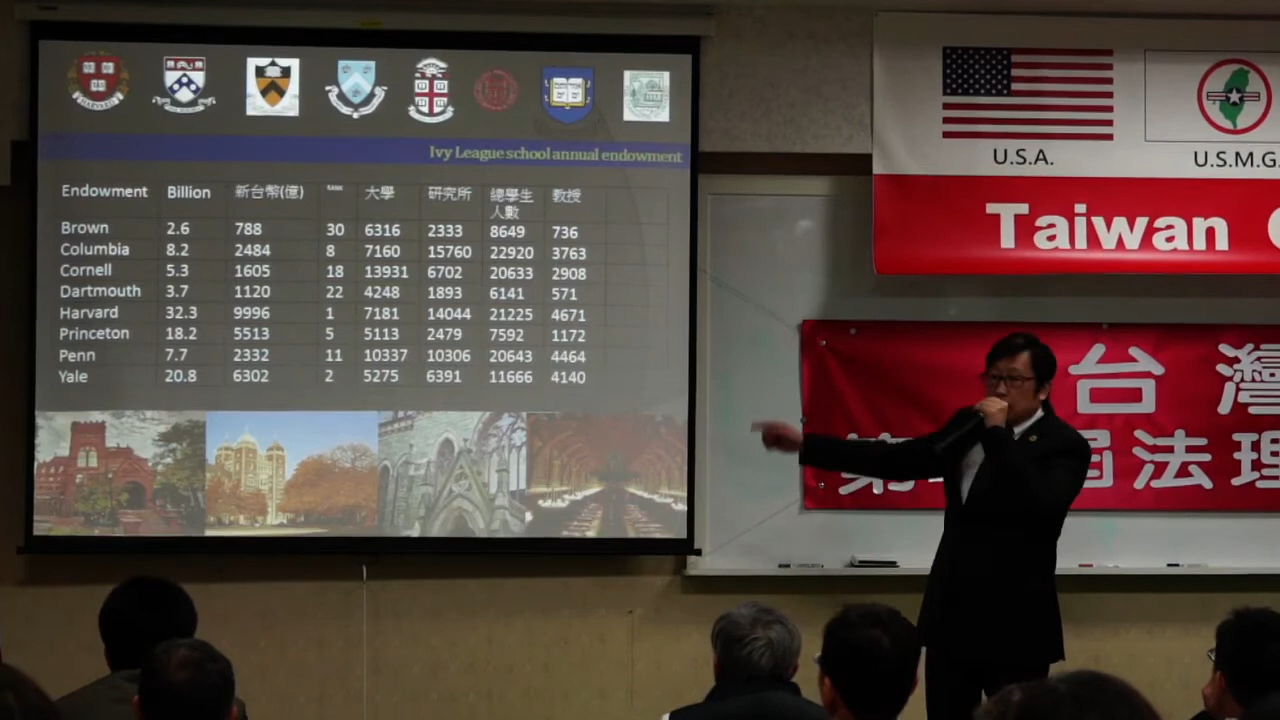 HARVARD
Ivy League school annual endowment
Endowment Billion 新台幣(億) RANK 大學 研究所 總學生人數 教授
Brown 2.6 788 30 6316 2333 8649 736
Columbia 8.2 2484 8 7160 15760 22920 3763
Cornell 5.3 1605 18 13931 6702 20633 2908
Dartmouth 3.7 1120 22 4248 1893 6141 571
Harvard 32.3 9996 1 7181 14044 21225 4671
Princeton 18.2 5513 5 5113 2479 7592 1172
Penn 7.7 2332 11 10337 10306 20643 4464
Yale 20.8 6302 2 5275 6391 11666 4140
U.S.A. U.S.M.G
Taiwan
台灣
第 屆法理